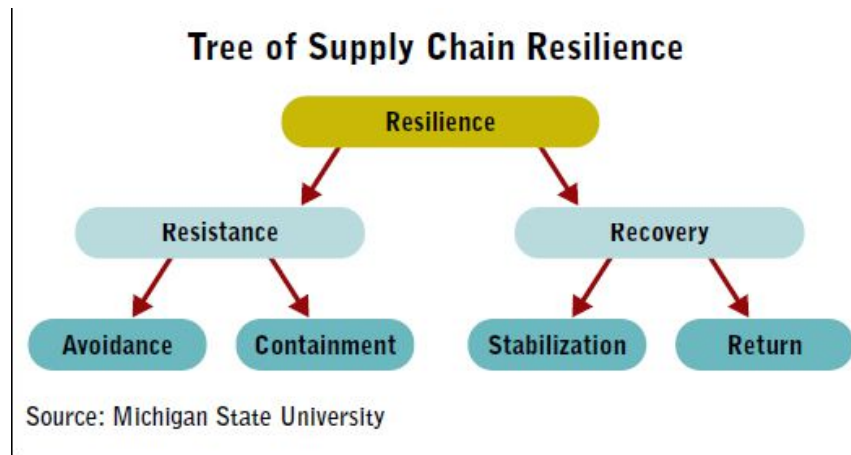 Tree of Supply Chain Resilience
Resilience
Resistance
Recovery
Avoidance
Containment
Stabilization
Return
Source: Michigan State University